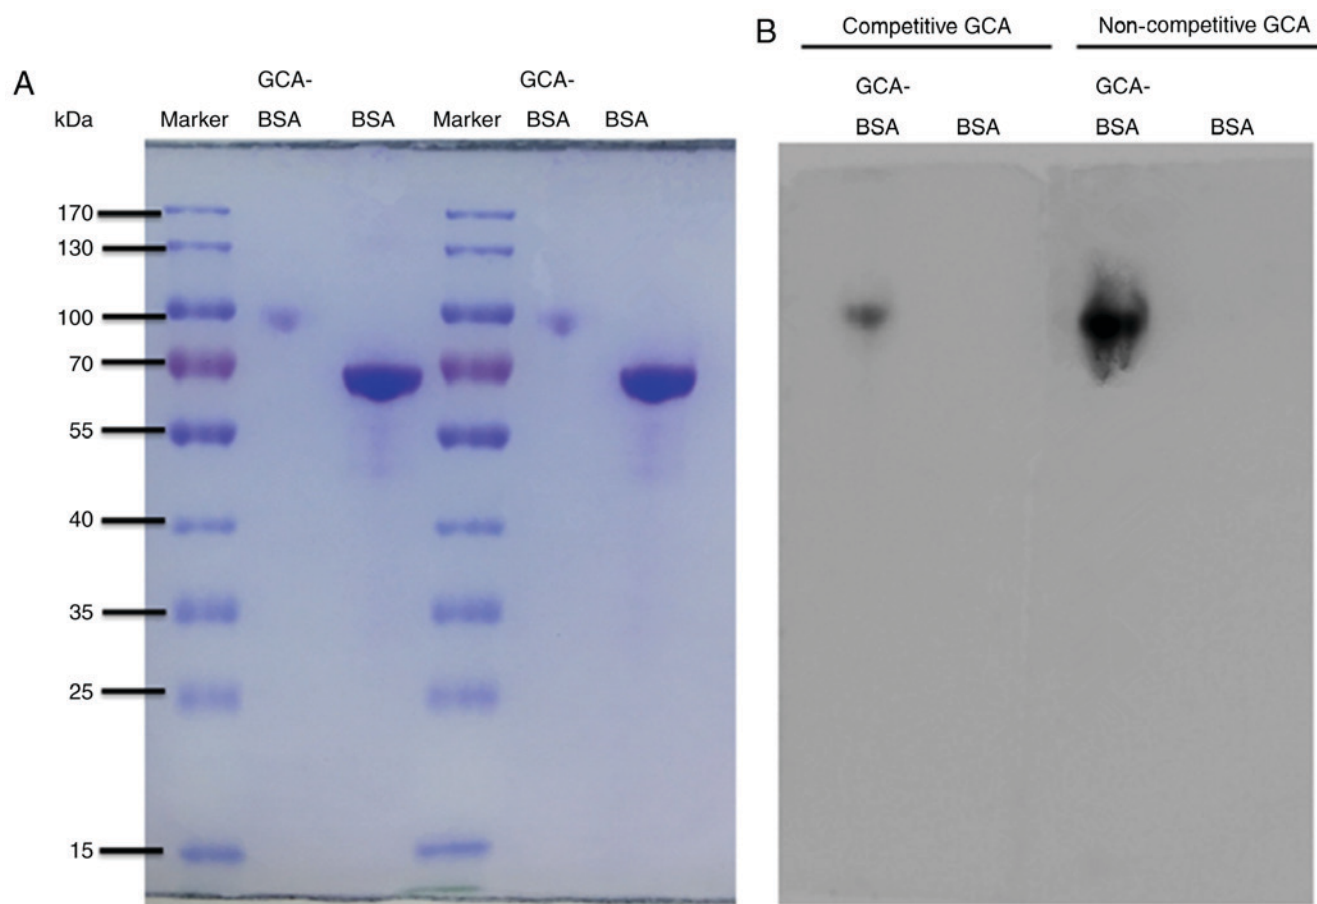 A
GCA-
GCA-
kDa
Marker
BSA
BSA
Marker
BSA
BSA
170
130
100
70
55
40
35
25
15
B
Competitive GCA
Non-competitive GCA
GCA-
GCA-
BSA
BSA
BSA
BSA